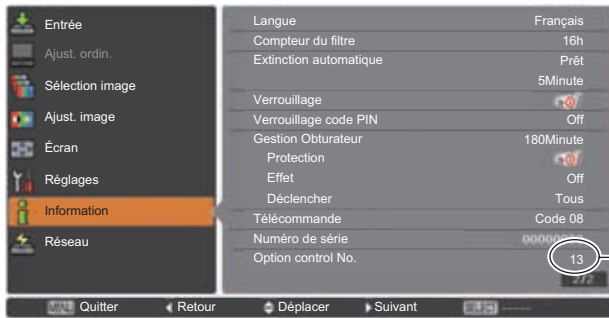 Entrée
Ajust. ordin.
Sélection image
Ajust. image
Écran
Réglages
Information
Réseau
Langue Français
Compteur du filtre 16h
Extinction automatique Prêt
5Minute
Verrouillage
Verrouillage code PIN Off
Gestion Obturateur 180Minute
Protection
Effet Off
Déclencher Tous
Télécommande Code 08
Numéro de série
Option control No. 13
2/2
MENU Quitter Retour Déplacer Suivant SELECT -----